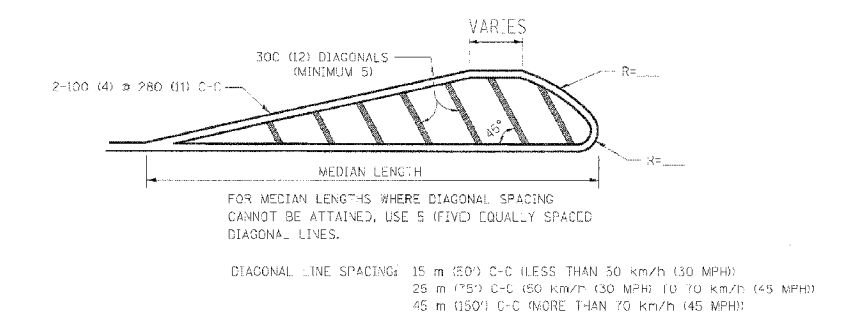 VARIES
300 (12) DIAGONALS
(MINIMUM 5)
R=___
2-100 (4) @ 280 (11) C-C
45°
R=___
MEDIAN LENGTH
FOR MEDIAN LENGTHS WHERE DIAGONAL SPACING
CANNOT BE ATTAINED, USE 5 (FIVE) EQUALLY SPACED
DIAGONAL LINES.
DIAGONAL LINE SPACING: 15 m (50') C-C (LESS THAN 50 km/h (30 MPH))
25 m (75') C-C (50 km/h (30 MPH) TO 70 km/h (45 MPH))
45 m (150') C-C (MORE THAN 70 km/h (45 MPH))